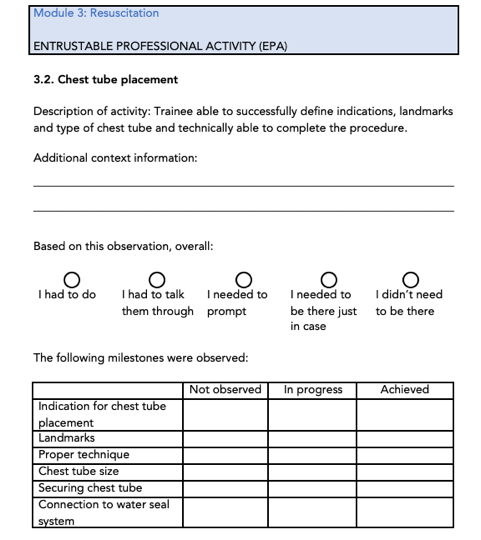 Module 3: Resuscitation
ENTRUSTABLE PROFESSIONAL ACTIVITY (EPA)
3.2. Chest tube placement
Description of activity: Trainee able to successfully define indications, landmarks
and type of chest tube and technically able to complete the procedure.
Additional context information:
Based on this observation, overall:
I had to do I had to talk I needed to I needed to I didn't need
them through prompt be there just to be there
in case
The following milestones were observed:
Not observed In progress Achieved
Indication for chest tube
placement
Landmarks
Proper technique
Chest tube size
Securing chest tube
Connection to water seal
system